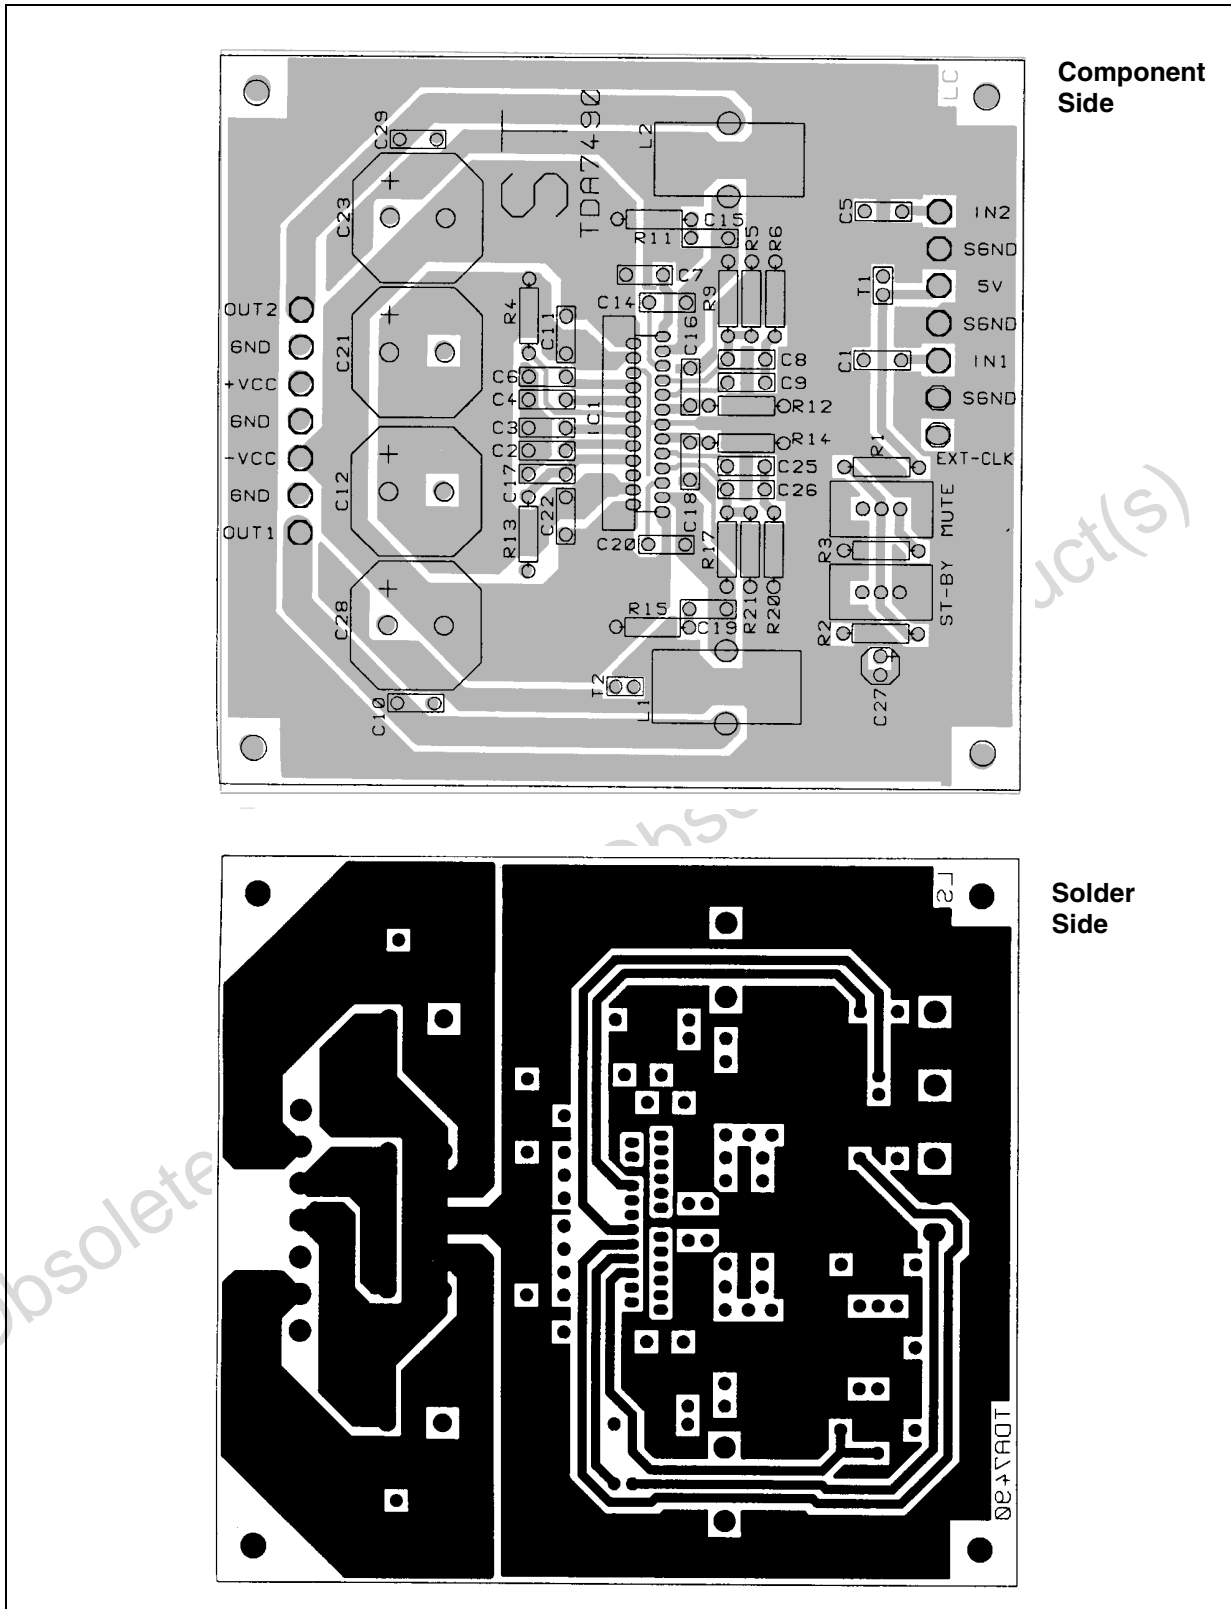 Component
Side
LC
C29
ST
TDA7490
L2
C23
C15
R11
R5
R6
C5
IN2
SGND
C7
T1
5V
OUT2
R4
C14
R9
SGND
GND
C21
C11
C16
C1
IN1
+VCC
C6
C8
C4
C9
SGND
GND
IC1
R12
C3
R14
R1
-VCC
C2
EXT-CLK
C12
C17
C25
GND
C26
MUTE
C22
C18
OUT1
R13
C20
R17
R3
C28
R15
R21
R20
ST-BY
C19
R2
T2
L1
C10
C27
Product(s)
Obsolete
Solder
Side
LS
TDA7490